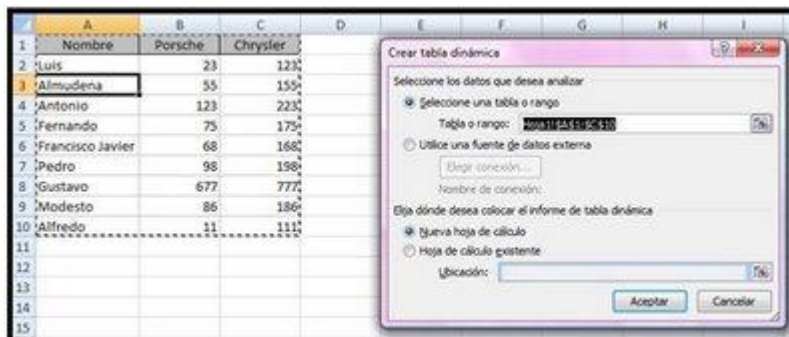 A B C D E F G H I
1 Nombre Porsche Chrysler
2 Luis 23 123
3 Almudena 55 155
4 Antonio 123 223
5 Fernando 75 175
6 Francisco Javier 68 168
7 Pedro 98 198
8 Gustavo 677 777
9 Modesto 86 186
10 Alfredo 11 111
11
12
13
14
15
Crear tabla dinámica
Seleccione los datos que desea analizar
Seleccione una tabla o rango
Tabla o rango: Hoja1!$A$1:$C$10
Utilice una fuente de datos externa
Elegir conexión...
Nombre de conexión:
Elija dónde desea colocar el informe de tabla dinámica
Nueva hoja de cálculo
Hoja de cálculo existente
Ubicación:
Aceptar Cancelar